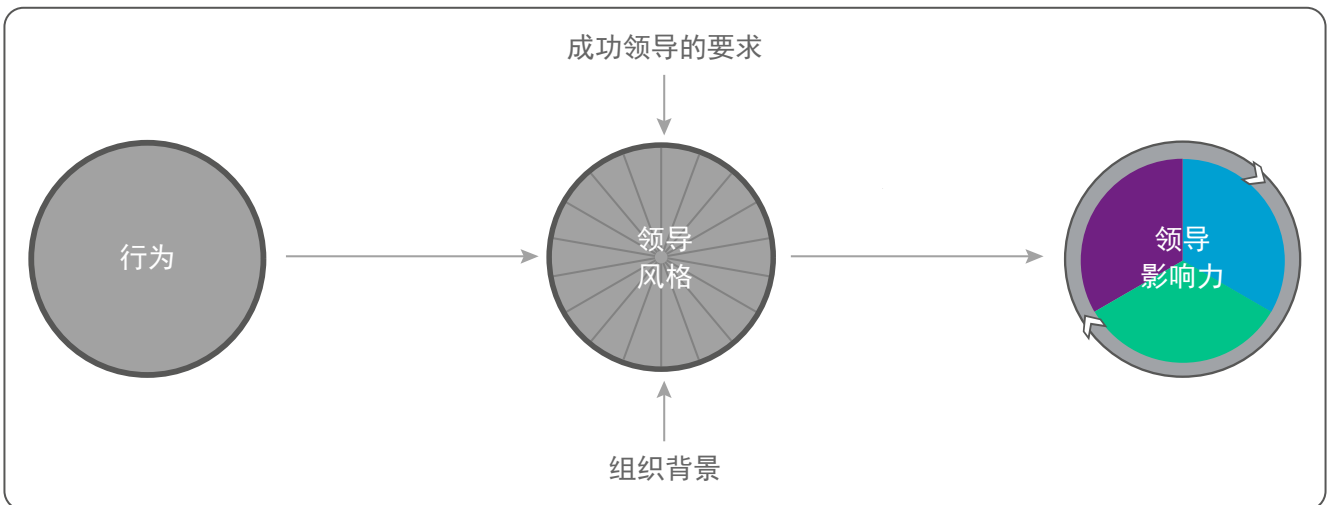 成功领导的要求
行为
领导
风格
领导
影响力
组织背景